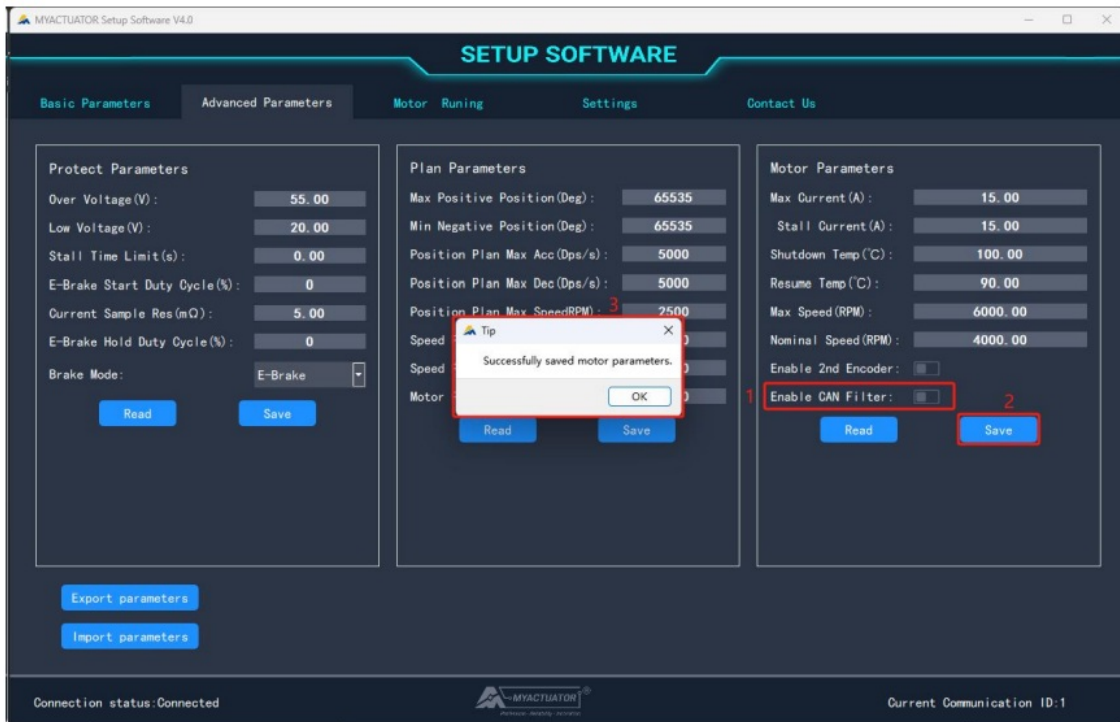 MYACTUATOR Setup Software V4.0
SETUP SOFTWARE
Basic Parameters
Advanced Parameters
Motor Runing
Settings
Contact Us
Protect Parameters
Over Voltage(V): 55.00
Low Voltage(V): 20.00
Stall Time Limit(s): 0.00
E-Brake Start Duty Cycle(%): 0
Current Sample Res(mΩ): 5.00
E-Brake Hold Duty Cycle(%): 0
Brake Mode: E-Brake
Read Save
Plan Parameters
Max Positive Position(Deg): 65535
Min Negative Position(Deg): 65535
Position Plan Max Acc(Dps/s): 5000
Position Plan Max Dec(Dps/s): 5000
Position Plan Max SpeedRPM): 2500
3
Speed
Speed
Motor
Tip
Successfully saved motor parameters.
OK
Read Save
Motor Parameters
Max Current(A): 15.00
Stall Current(A): 15.00
Shutdown Temp(℃): 100.00
Resume Temp(℃): 90.00
Max Speed(RPM): 6000.00
Nominal Speed(RPM): 4000.00
Enable 2nd Encoder:
1 Enable CAN Filter:
2
Read Save
Export parameters
Import parameters
Connection status:Connected
MYACTUATOR
Current Communication ID:1